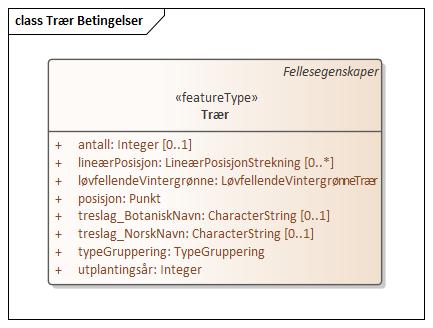 class Trær Betingelser
Fellesegenskaper
«featureType»
Trær
+ antall: Integer [0..1]
+ lineærPosisjon: LineærPosisjonStrekning [0..*]
+ løvfellendeVintergrønne: LøvfellendeVintergrønneTrær
+ posisjon: Punkt
+ treslag_BotaniskNavn: CharacterString [0..1]
+ treslag_NorskNavn: CharacterString [0..1]
+ typeGruppering: TypeGruppering
+ utplantingsår: Integer